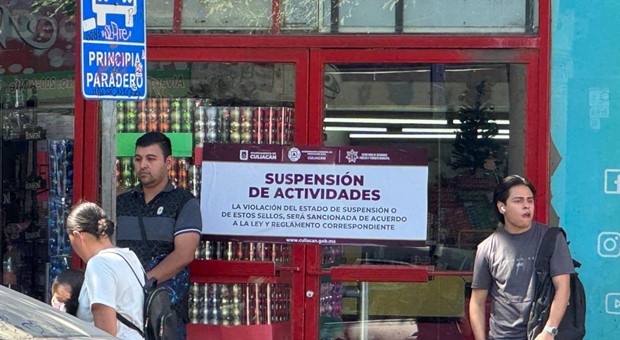 PRINCIPIA
PARADERO
CULIACÁN
CULIACÁN
SUSPENSIÓN
DE ACTIVIDADES
LA VIOLACIÓN DEL ESTADO DE SUSPENSIÓN O
DE ESTOS SELLOS, SERÁ SANCIONADA DE ACUERDO
A LA LEY Y REGLAMENTO CORRESPONDIENTE
www.culiacan.gob.mx